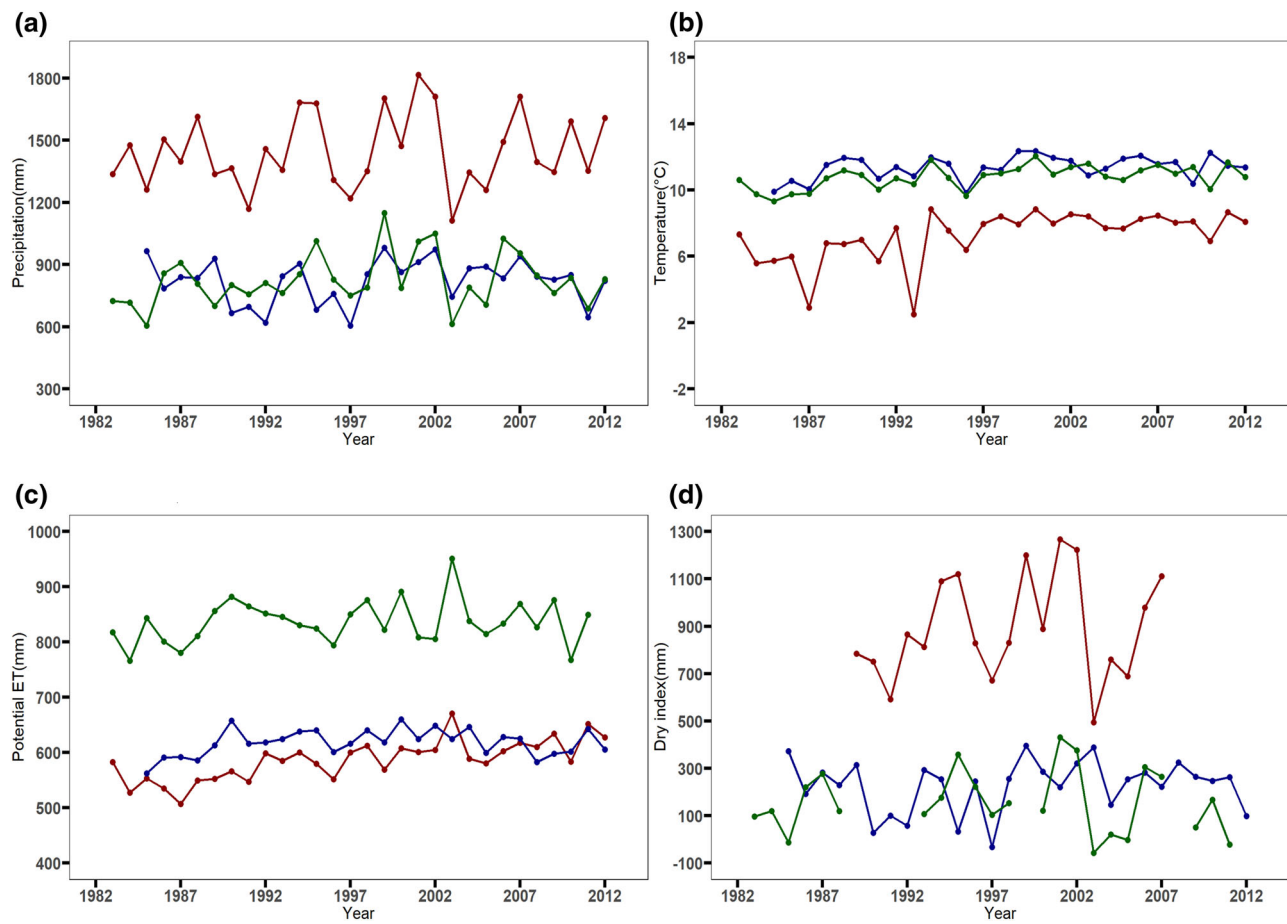 (a)
Precipitation(mm)
1800
1500
1200
900
600
300
1982 1987 1992 1997 2002 2007 2012
Year
(b)
Temperature(°C)
18
14
10
6
2
-2
1982 1987 1992 1997 2002 2007 2012
Year
(c)
Potential ET(mm)
1000
900
800
700
600
500
400
1982 1987 1992 1997 2002 2007 2012
Year
(d)
Dry index(mm)
1300
1100
900
700
500
300
100
-100
1982 1987 1992 1997 2002 2007 2012
Year